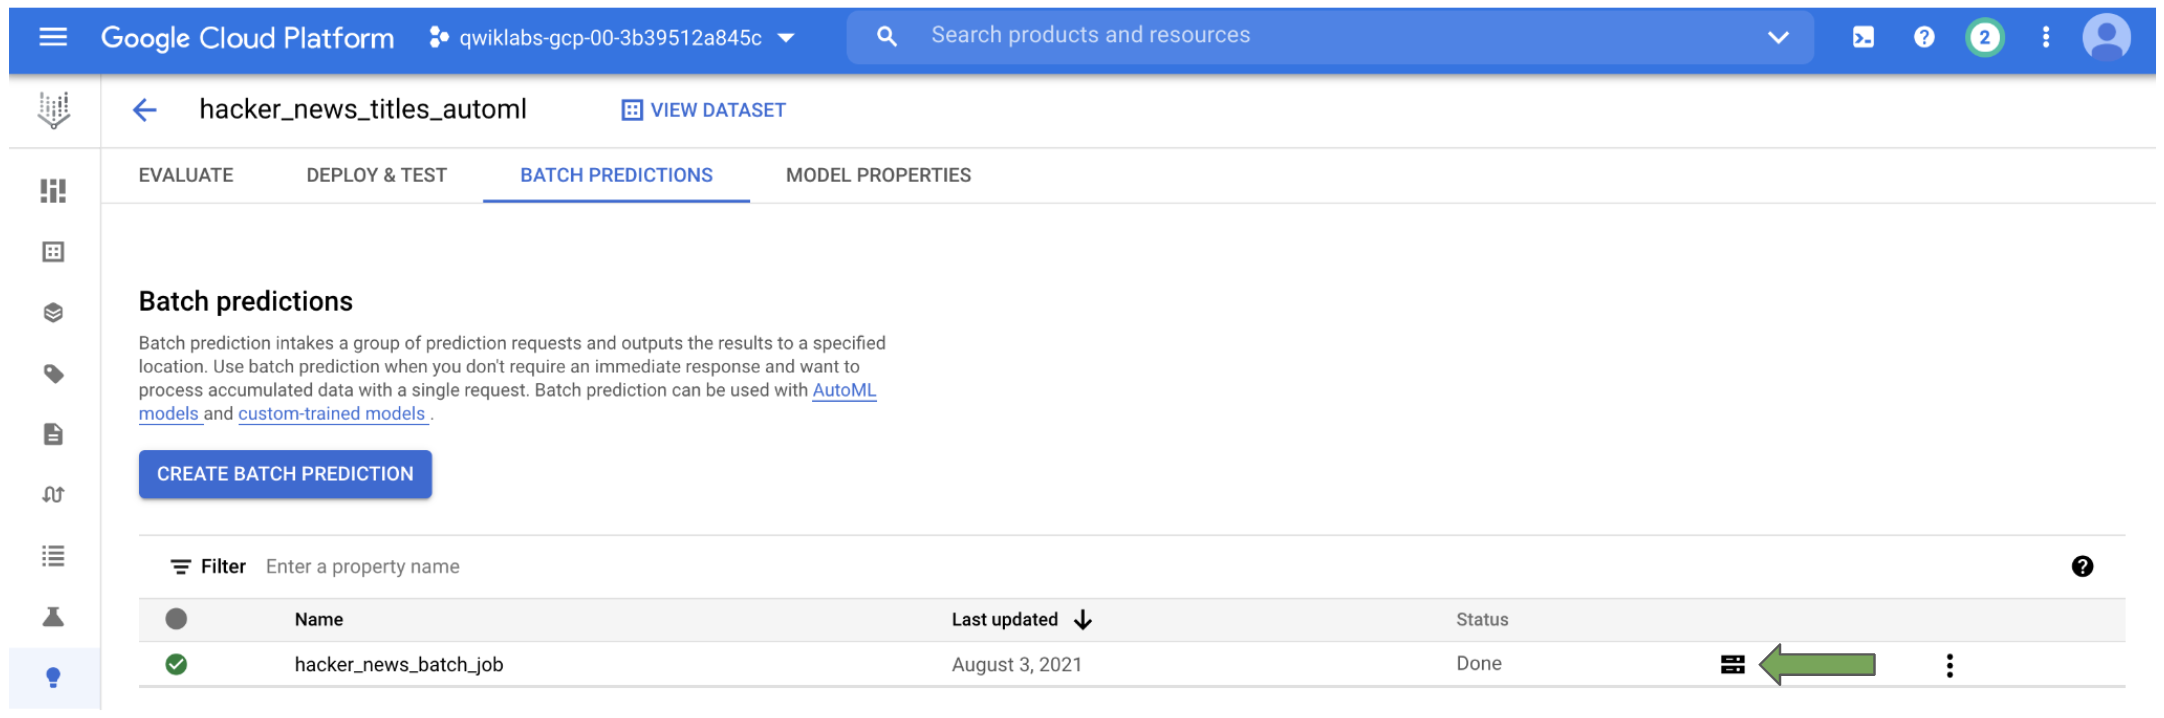 Google Cloud Platform qwiklabs-gcp-00-3b39512a845c Search products and resources 2
hacker_news_titles_automl VIEW DATASET
EVALUATE DEPLOY & TEST BATCH PREDICTIONS MODEL PROPERTIES
Batch predictions
Batch prediction intakes a group of prediction requests and outputs the results to a specified
location. Use batch prediction when you don't require an immediate response and want to
process accumulated data with a single request. Batch prediction can be used with AutoML
models and custom-trained models .
CREATE BATCH PREDICTION
Filter Enter a property name
Name Last updated Status
hacker_news_batch_job August 3, 2021 Done